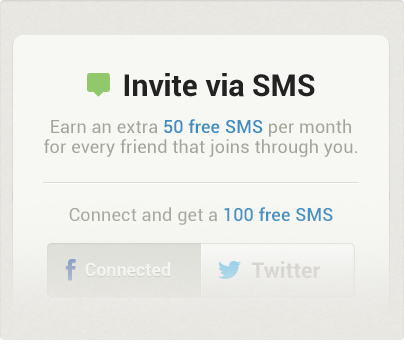 Invite via SMS
Earn an extra 50 free SMS per month
for every friend that joins through you.
Connect and get a 100 free SMS
Connected
Twitter